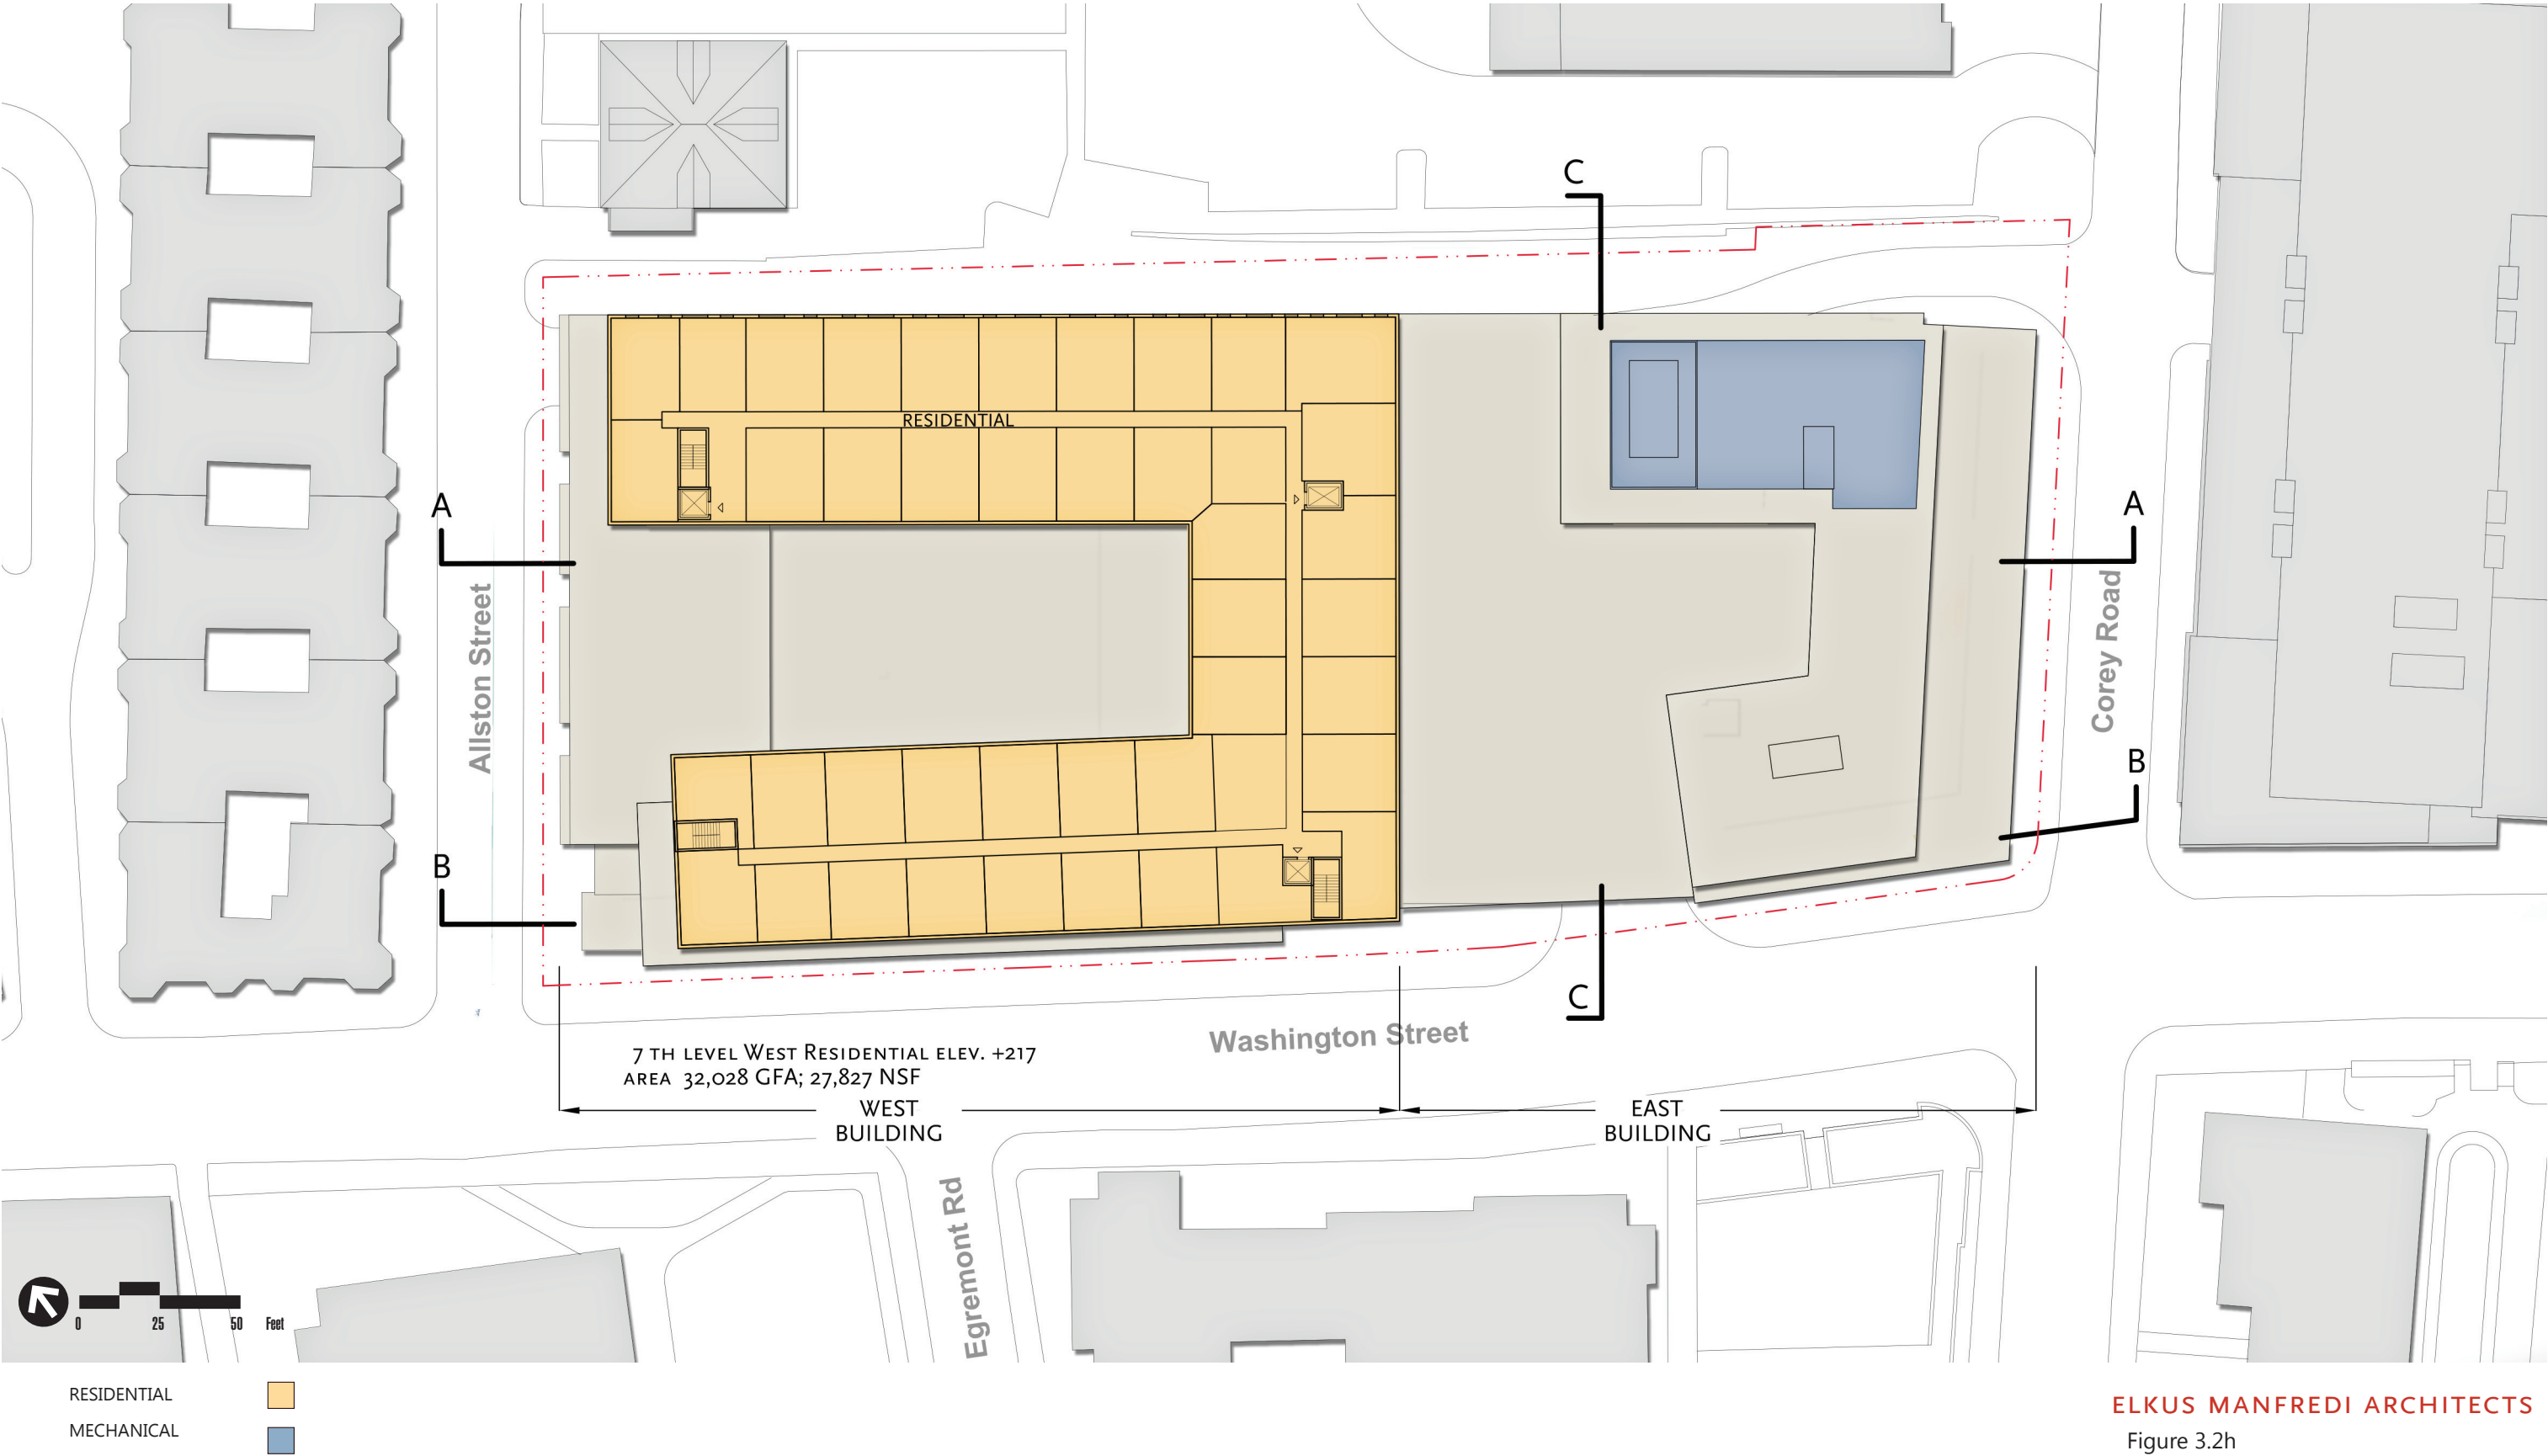 C
RESIDENTIAL
A
A
Allston Street
Corey Road
B
B
C
Washington Street
7 TH LEVEL WEST RESIDENTIAL ELEV. +217
AREA 32,028 GFA; 27,827 NSF
WEST
BUILDING
EAST
BUILDING
Egremont Rd
0 25 50 Feet
RESIDENTIAL
MECHANICAL
ELKUS MANFREDI ARCHITECTS
Figure 3.2h